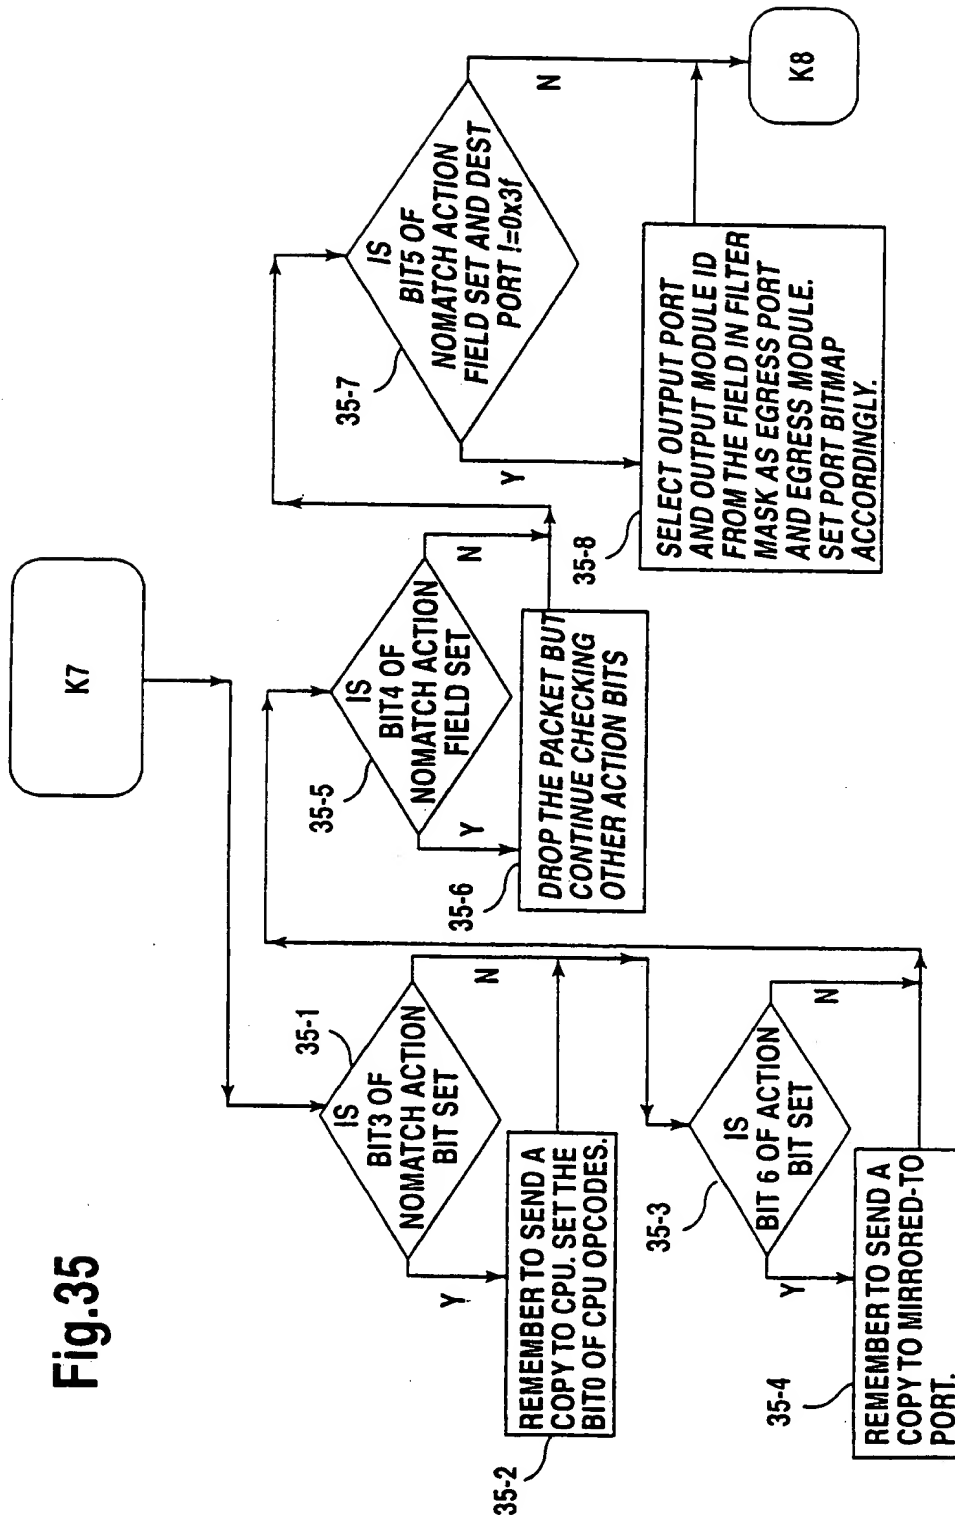 Fig.35
K7
35-1
IS
BIT3 OF
NOMATCH ACTION
BIT SET
Y
N
35-2
REMEMBER TO SEND A
COPY TO CPU. SET THE
BIT0 OF CPU OPCODES.
35-3
IS
BIT 6 OF ACTION
BIT SET
Y
N
35-4
REMEMBER TO SEND A
COPY TO MIRRORED-TO
PORT.
35-5
IS
BIT4 OF
NOMATCH ACTION
FIELD SET
Y
N
35-6
DROP THE PACKET BUT
CONTINUE CHECKING
OTHER ACTION BITS
35-7
IS
BIT5 OF
NOMATCH ACTION
FIELD SET AND DEST
PORT !=0x3f
Y
N
35-8
SELECT OUTPUT PORT
AND OUTPUT MODULE ID
FROM THE FIELD IN FILTER
MASK AS EGRESS PORT
AND EGRESS MODULE.
SET PORT BITMAP
ACCORDINGLY.
K8